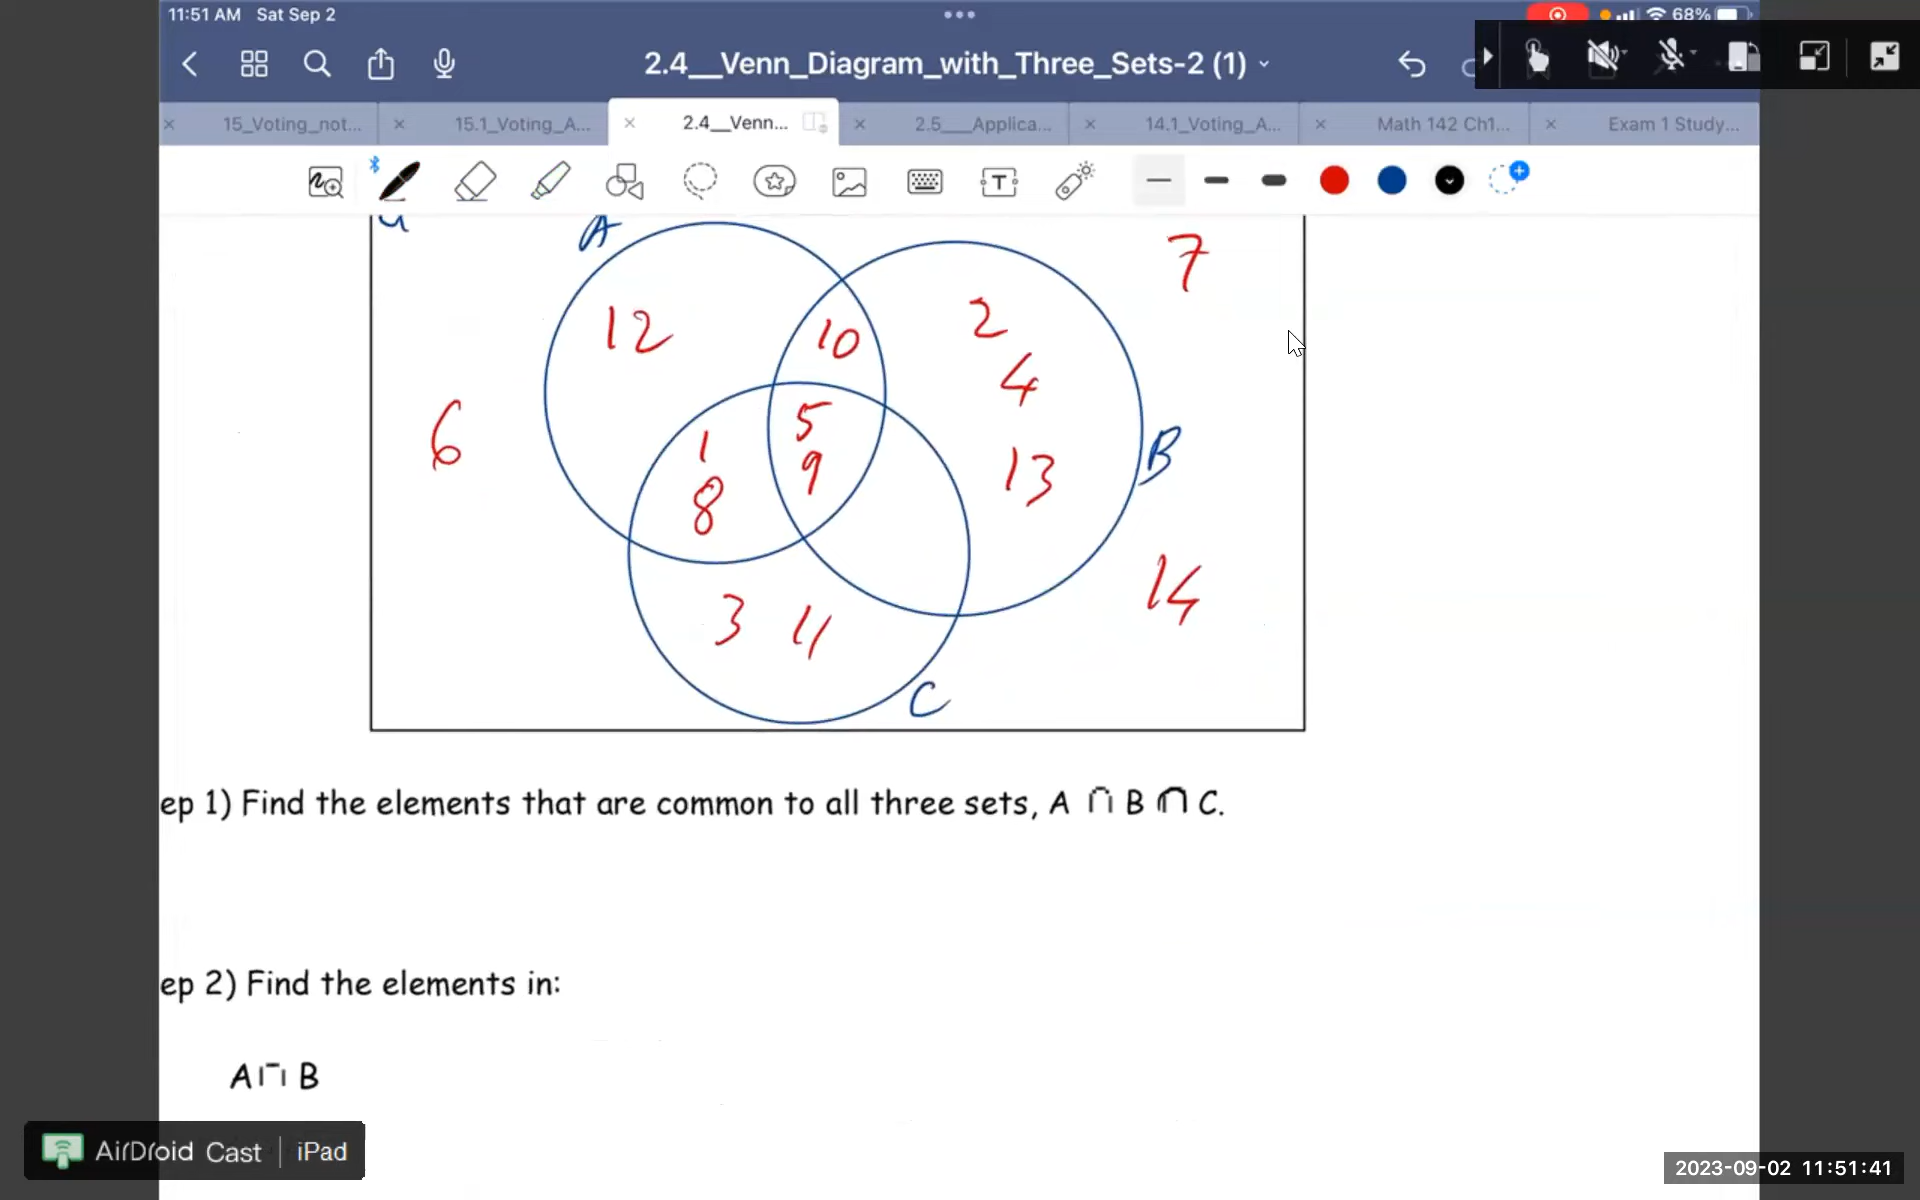 11:51 AM Sat Sep 2
68%
2.4__Venn_Diagram_with_Three_Sets-2 (1)
15_Voting_not...
15.1_Voting_A...
2.4__Venn...
2.5___Applica...
14.1_Voting_A...
Math 142 Ch1...
Exam 1 Study...
T
U
A
7
12
10
2
4
6
1
5
8
9
13
B
14
3 11
C
ep 1) Find the elements that are common to all three sets, A ∩ B ∩ C.
ep 2) Find the elements in:
A ∩ B
AirDroid Cast | iPad
2023-09-02 11:51:41